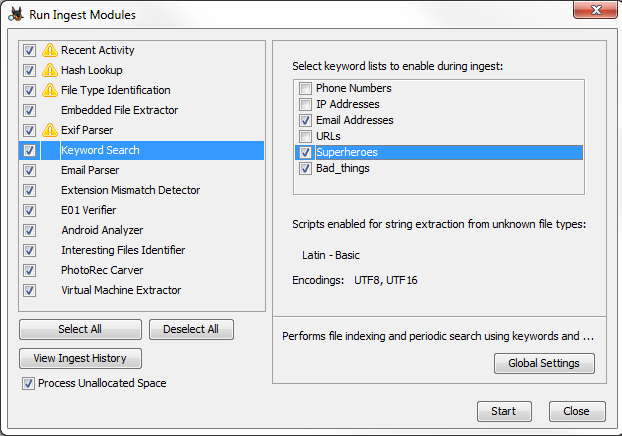 Run Ingest Modules
Recent Activity
Hash Lookup
File Type Identification
Embedded File Extractor
Exif Parser
Keyword Search
Email Parser
Extension Mismatch Detector
E01 Verifier
Android Analyzer
Interesting Files Identifier
PhotoRec Carver
Virtual Machine Extractor
Select All
Deselect All
View Ingest History
Process Unallocated Space
Select keyword lists to enable during ingest:
Phone Numbers
IP Addresses
Email Addresses
URLs
Superheroes
Bad_things
Scripts enabled for string extraction from unknown file types:
Latin - Basic
Encodings: UTF8, UTF16
Performs file indexing and periodic search using keywords and ...
Global Settings
Start
Close